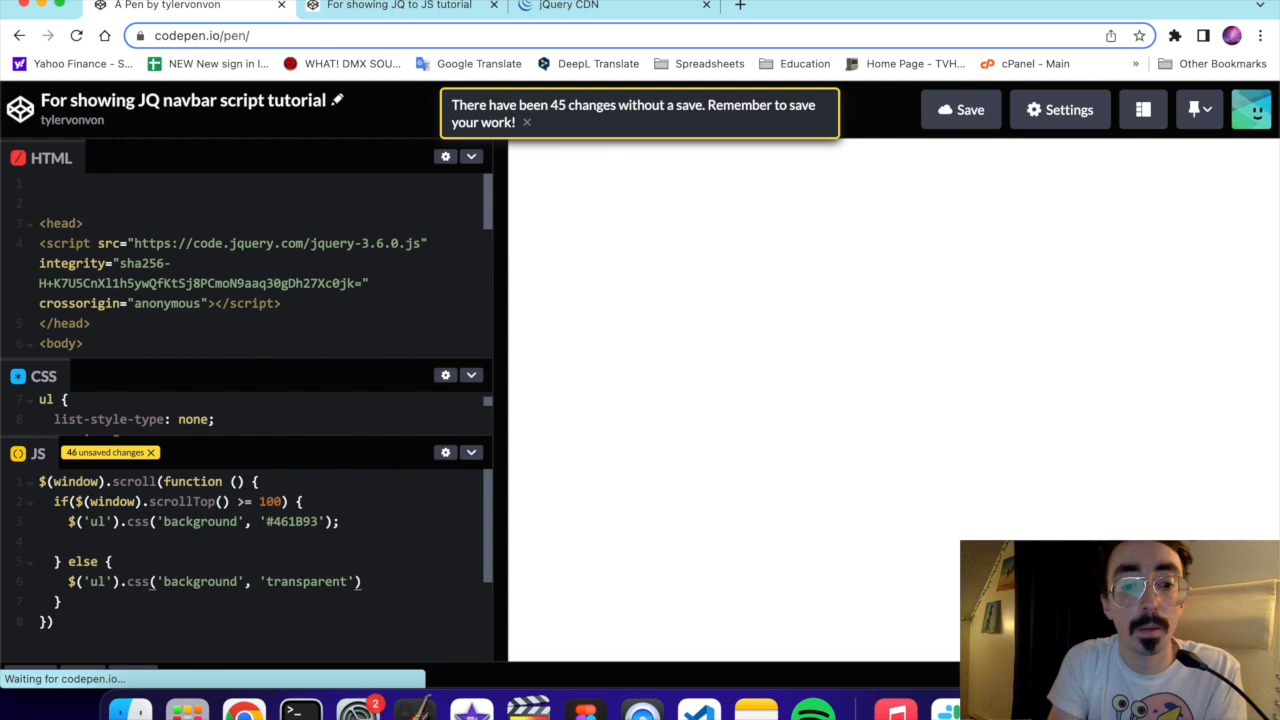 A Pen by tylervonvon
For showing JQ to JS tutorial
jQuery CDN
codepen.io/pen/
Yahoo Finance - S...
NEW New sign in l...
WHAT! DMX SOU...
Google Translate
DeepL Translate
Spreadsheets
Education
Home Page - TVH...
cPanel - Main
»
Other Bookmarks
For showing JQ navbar script tutorial
tylervonvon
There have been 45 changes without a save. Remember to save
your work! ×
Save
Settings
HTML
1
2
3 <head>
4 <script src="https://code.jquery.com/jquery-3.6.0.js"
integrity="sha256-
H+K7U5CnXl1h5ywQfKtSj8PCmoN9aaq30gDh27Xc0jk="
crossorigin="anonymous"></script>
5 </head>
6 <body>
CSS
7 ul {
8 list-style-type: none;
JS
46 unsaved changes X
1 $(window).scroll(function () {
2 if($(window).scrollTop() >= 100) {
3 $('ul').css('background', '#461B93');
4
5 } else {
6 $('ul').css('background', 'transparent')
7 }
8 })
Waiting for codepen.io...
2